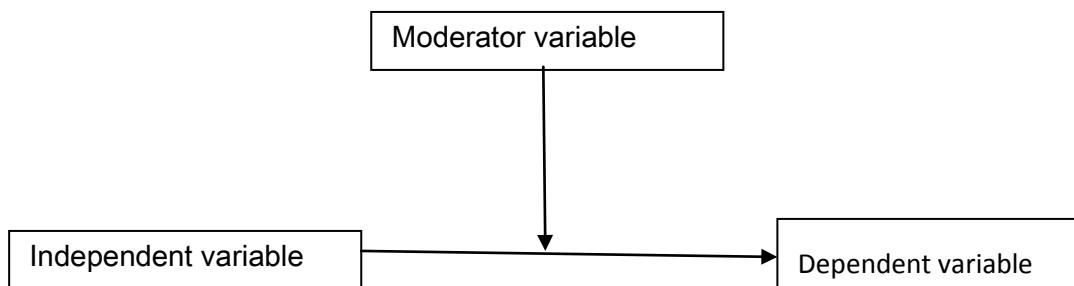 Moderator variable
Independent variable
Dependent variable